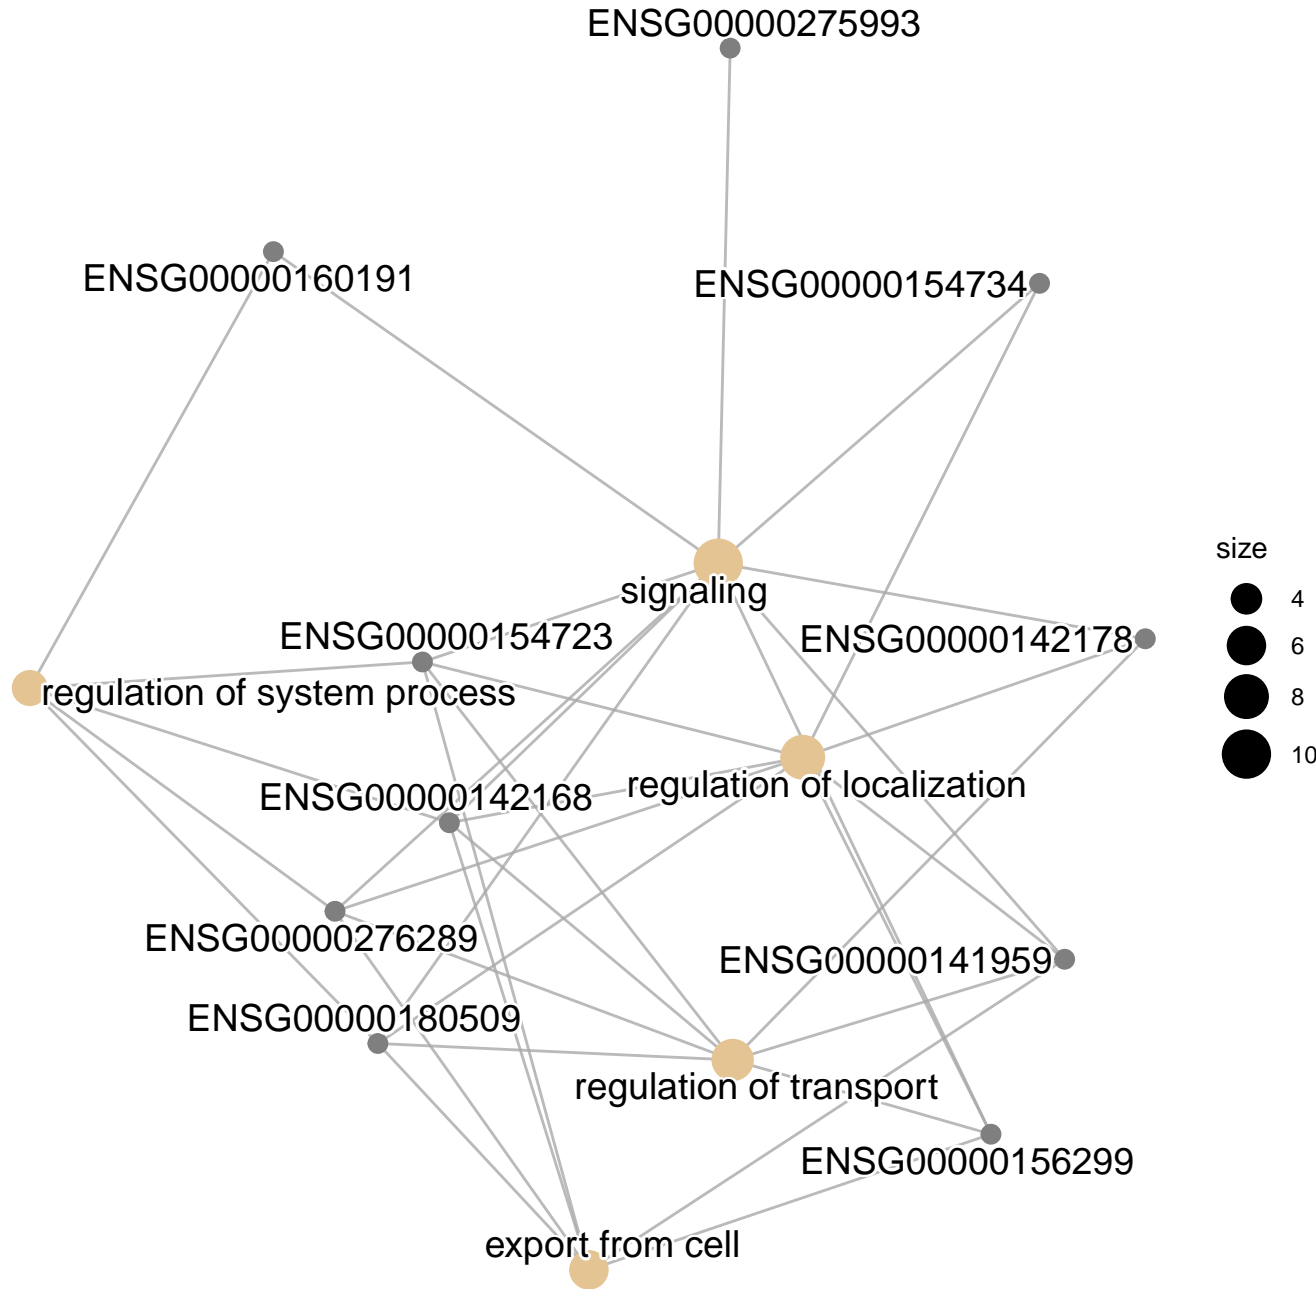 ENSG00000275993
ENSG00000160191
ENSG00000154734
size
signaling
4
ENSG00000154723
ENSG00000142178
6
regulation of system process
8
10
regulation of localization
ENSG00000142168
ENSG00000276289
ENSG00000141959
ENSG00000180509
regulation of transport
ENSG00000156299
export from cell